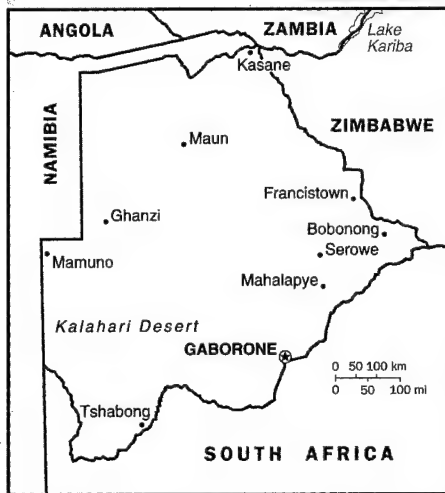 ANGOLA
ZAMBIA
Lake
Kariba
Kasane
NAMIBIA
Maun
ZIMBABWE
Francistown
Ghanzi
Bobonong
Serowe
Mamuno
Mahalapye
Kalahari Desert
GABORONE
0 50 100 km
0 100 mi
Tshabong
SOUTH AFRICA